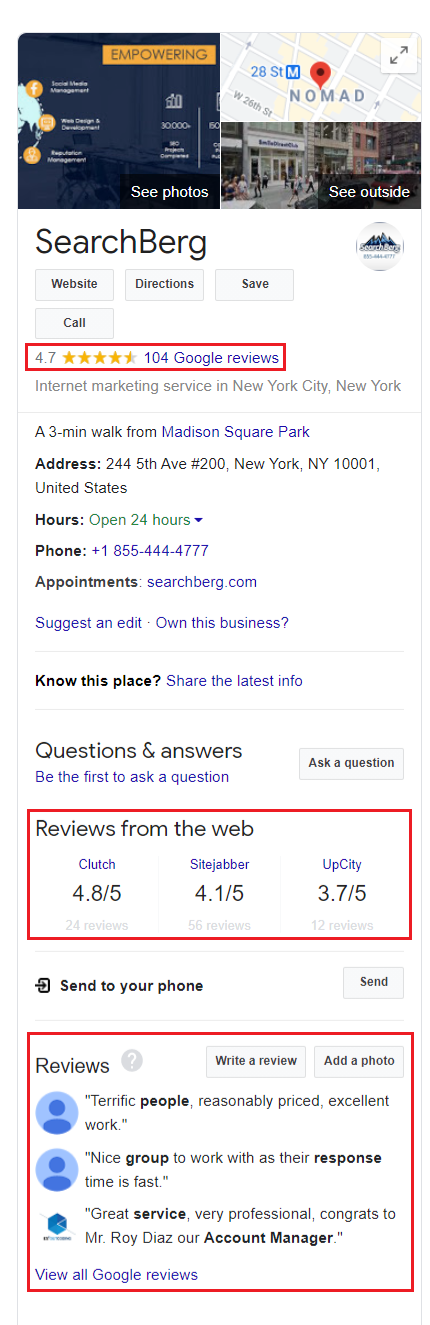 EMPOWERING
Social Media
Management
Web Design &
Development
Reputation
Management
30,000+
SEO
Projects
Completed
28 St M
W 26th St
NOMAD
SmileDirectClub
See photos
See outside
SearchBerg
SearchBerg
855-444-4777
Website
Directions
Save
Call
4.7 104 Google reviews
Internet marketing service in New York City, New York
A 3-min walk from Madison Square Park
Address: 244 5th Ave #200, New York, NY 10001,
United States
Hours: Open 24 hours
Phone: +1 855-444-4777
Appointments: searchberg.com
Suggest an edit · Own this business?
Know this place? Share the latest info
Questions & answers
Be the first to ask a question
Ask a question
Reviews from the web
Clutch Sitejabber UpCity
4.8/5 4.1/5 3.7/5
24 reviews 56 reviews 12 reviews
Send to your phone
Send
Reviews ?
Write a review
Add a photo
"Terrific people, reasonably priced, excellent
work."
"Nice group to work with as their response
time is fast."
"Great service, very professional, congrats to
Mr. Roy Diaz our Account Manager."
View all Google reviews